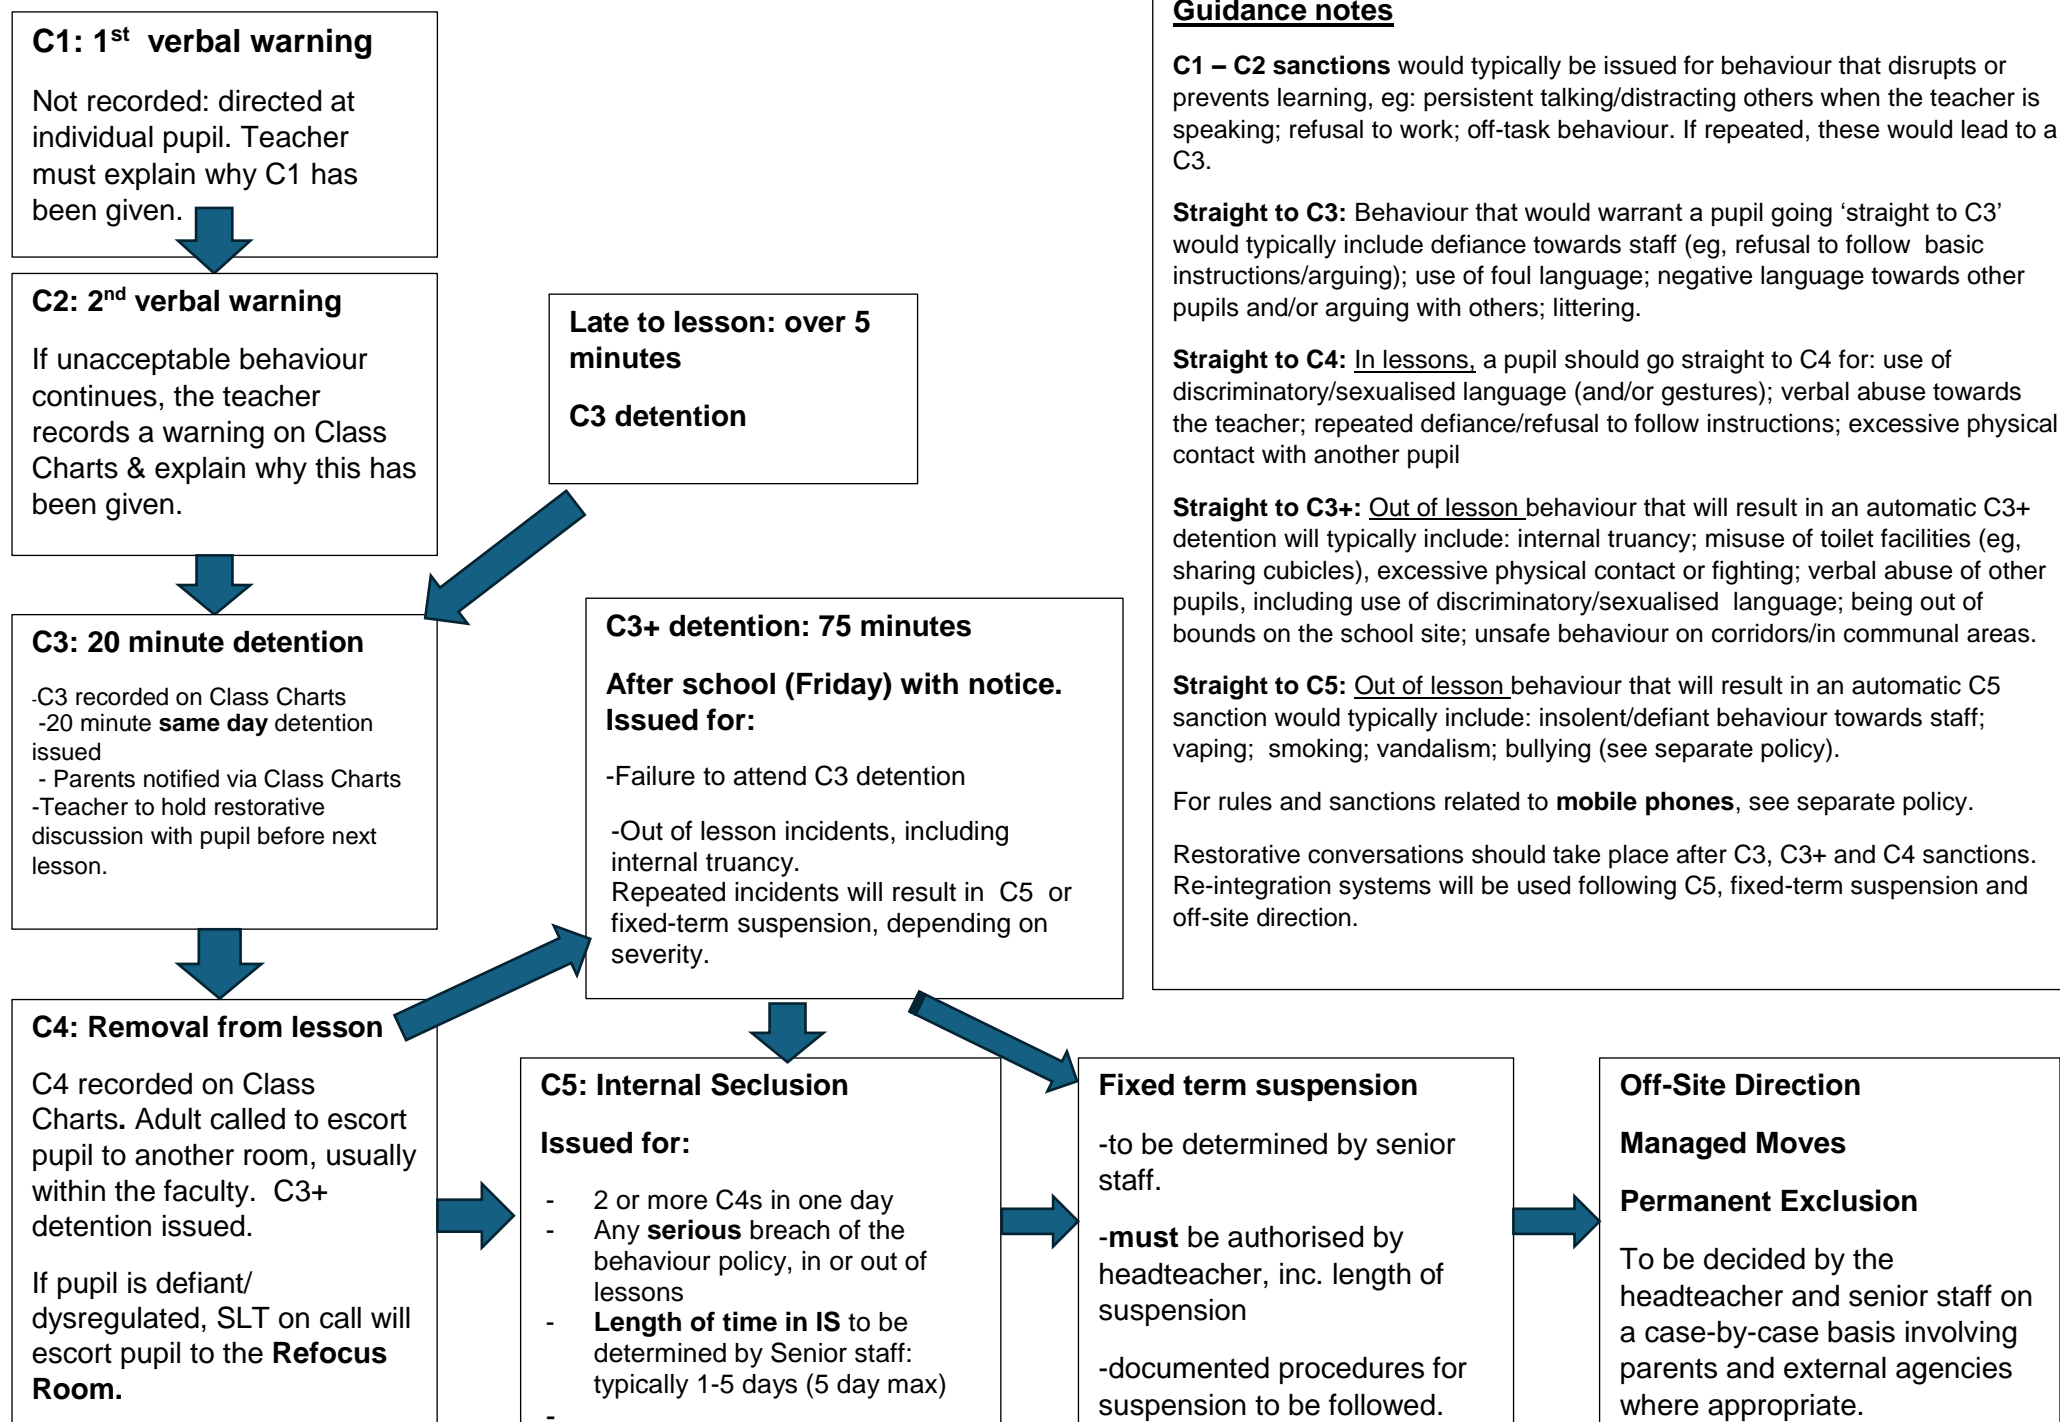 C1: 1st verbal warning
Not recorded: directed at
individual pupil. Teacher
must explain why C1 has
been given.
C2: 2nd verbal warning
If unacceptable behaviour
continues, the teacher
records a warning on Class
Charts & explain why this has
been given.
Late to lesson: over 5
minutes
C3 detention
C3: 20 minute detention
-C3 recorded on Class Charts
-20 minute same day detention
issued
- Parents notified via Class Charts
-Teacher to hold restorative
discussion with pupil before next
lesson.
C3+ detention: 75 minutes
After school (Friday) with notice.
Issued for:
-Failure to attend C3 detention
-Out of lesson incidents, including
internal truancy.
Repeated incidents will result in C5 or
fixed-term suspension, depending on
severity.
C4: Removal from lesson
C4 recorded on Class
Charts. Adult called to escort
pupil to another room, usually
within the faculty. C3+
detention issued.
If pupil is defiant/
dysregulated, SLT on call will
escort pupil to the Refocus
Room.
C5: Internal Seclusion
Issued for:
- 2 or more C4s in one day
- Any serious breach of the
behaviour policy, in or out of
lessons
- Length of time in IS to be
determined by Senior staff:
typically 1-5 days (5 day max)
-
Fixed term suspension
-to be determined by senior
staff.
-must be authorised by
headteacher, inc. length of
suspension
-documented procedures for
suspension to be followed.
Off-Site Direction
Managed Moves
Permanent Exclusion
To be decided by the
headteacher and senior staff on
a case-by-case basis involving
parents and external agencies
where appropriate.
Guidance notes
C1 – C2 sanctions would typically be issued for behaviour that disrupts or
prevents learning, eg: persistent talking/distracting others when the teacher is
speaking; refusal to work; off-task behaviour. If repeated, these would lead to a
C3.
Straight to C3: Behaviour that would warrant a pupil going ‘straight to C3’
would typically include defiance towards staff (eg, refusal to follow basic
instructions/arguing); use of foul language; negative language towards other
pupils and/or arguing with others; littering.
Straight to C4: In lessons, a pupil should go straight to C4 for: use of
discriminatory/sexualised language (and/or gestures); verbal abuse towards
the teacher; repeated defiance/refusal to follow instructions; excessive physical
contact with another pupil
Straight to C3+: Out of lesson behaviour that will result in an automatic C3+
detention will typically include: internal truancy; misuse of toilet facilities (eg,
sharing cubicles), excessive physical contact or fighting; verbal abuse of other
pupils, including use of discriminatory/sexualised language; being out of
bounds on the school site; unsafe behaviour on corridors/in communal areas.
Straight to C5: Out of lesson behaviour that will result in an automatic C5
sanction would typically include: insolent/defiant behaviour towards staff;
vaping; smoking; vandalism; bullying (see separate policy).
For rules and sanctions related to mobile phones, see separate policy.
Restorative conversations should take place after C3, C3+ and C4 sanctions.
Re-integration systems will be used following C5, fixed-term suspension and
off-site direction.